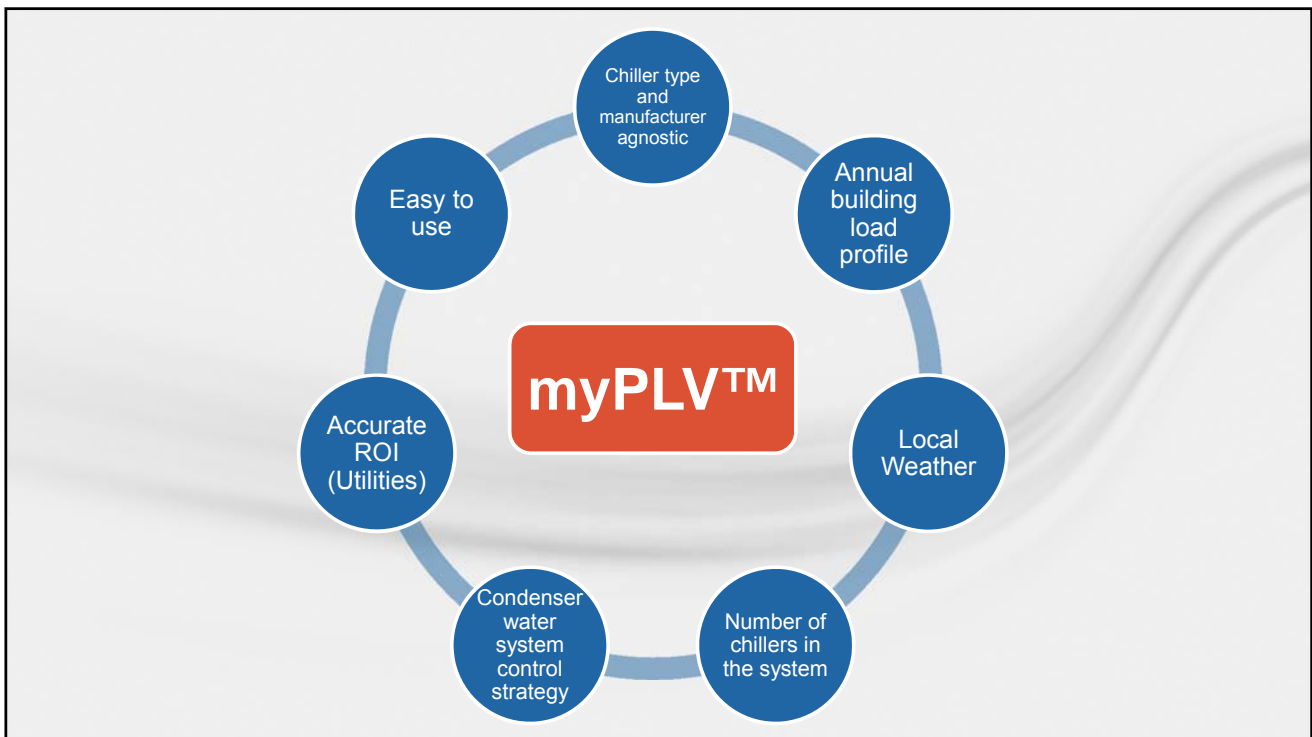 Chiller type
and
manufacturer
agnostic
Annual
building
load
profile
Local
Weather
Number of
chillers in
the system
Condenser
water
system
control
strategy
Accurate
ROI
(Utilities)
Easy to
use
myPLV™